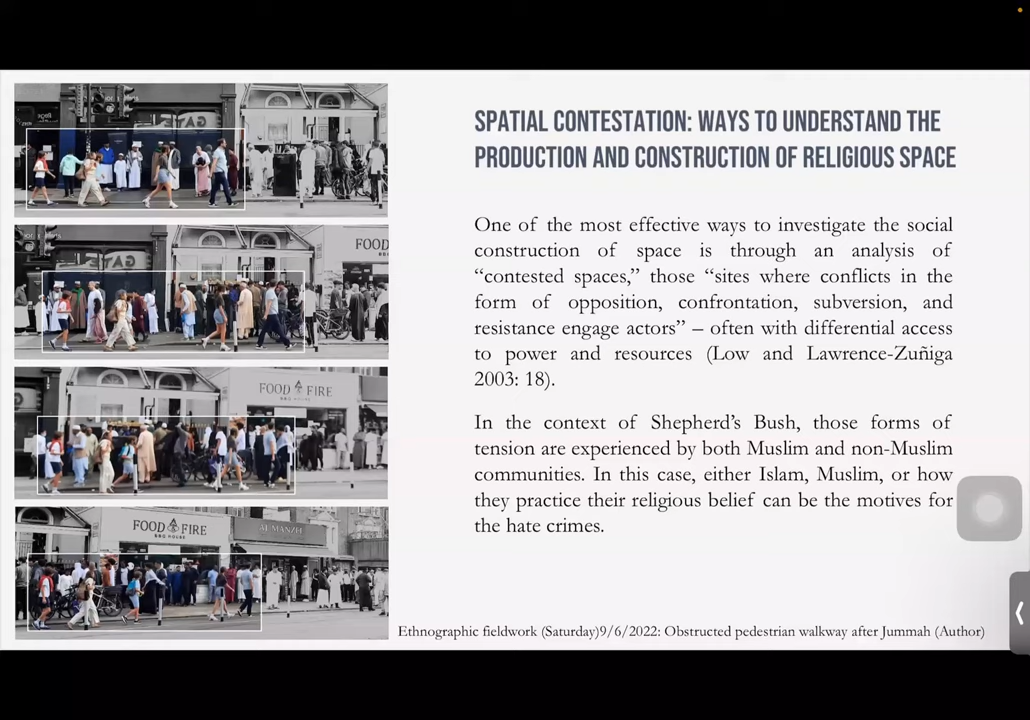 SPATIAL CONTESTATION: WAYS TO UNDERSTAND THE
PRODUCTION AND CONSTRUCTION OF RELIGIOUS SPACE
One of the most effective ways to investigate the social
construction of space is through an analysis of
“contested spaces,” those “sites where conflicts in the
form of opposition, confrontation, subversion, and
resistance engage actors” – often with differential access
to power and resources (Low and Lawrence-Zuñiga
2003: 18).
In the context of Shepherd’s Bush, those forms of
tension are experienced by both Muslim and non-Muslim
communities. In this case, either Islam, Muslim, or how
they practice their religious belief can be the motives for
the hate crimes.
Ethnographic fieldwork (Saturday)9/6/2022: Obstructed pedestrian walkway after Jummah (Author)
GATE
FOOD
FOOD FIRE
FOOD FIRE
BBQ HOUSE
AL MANZIL